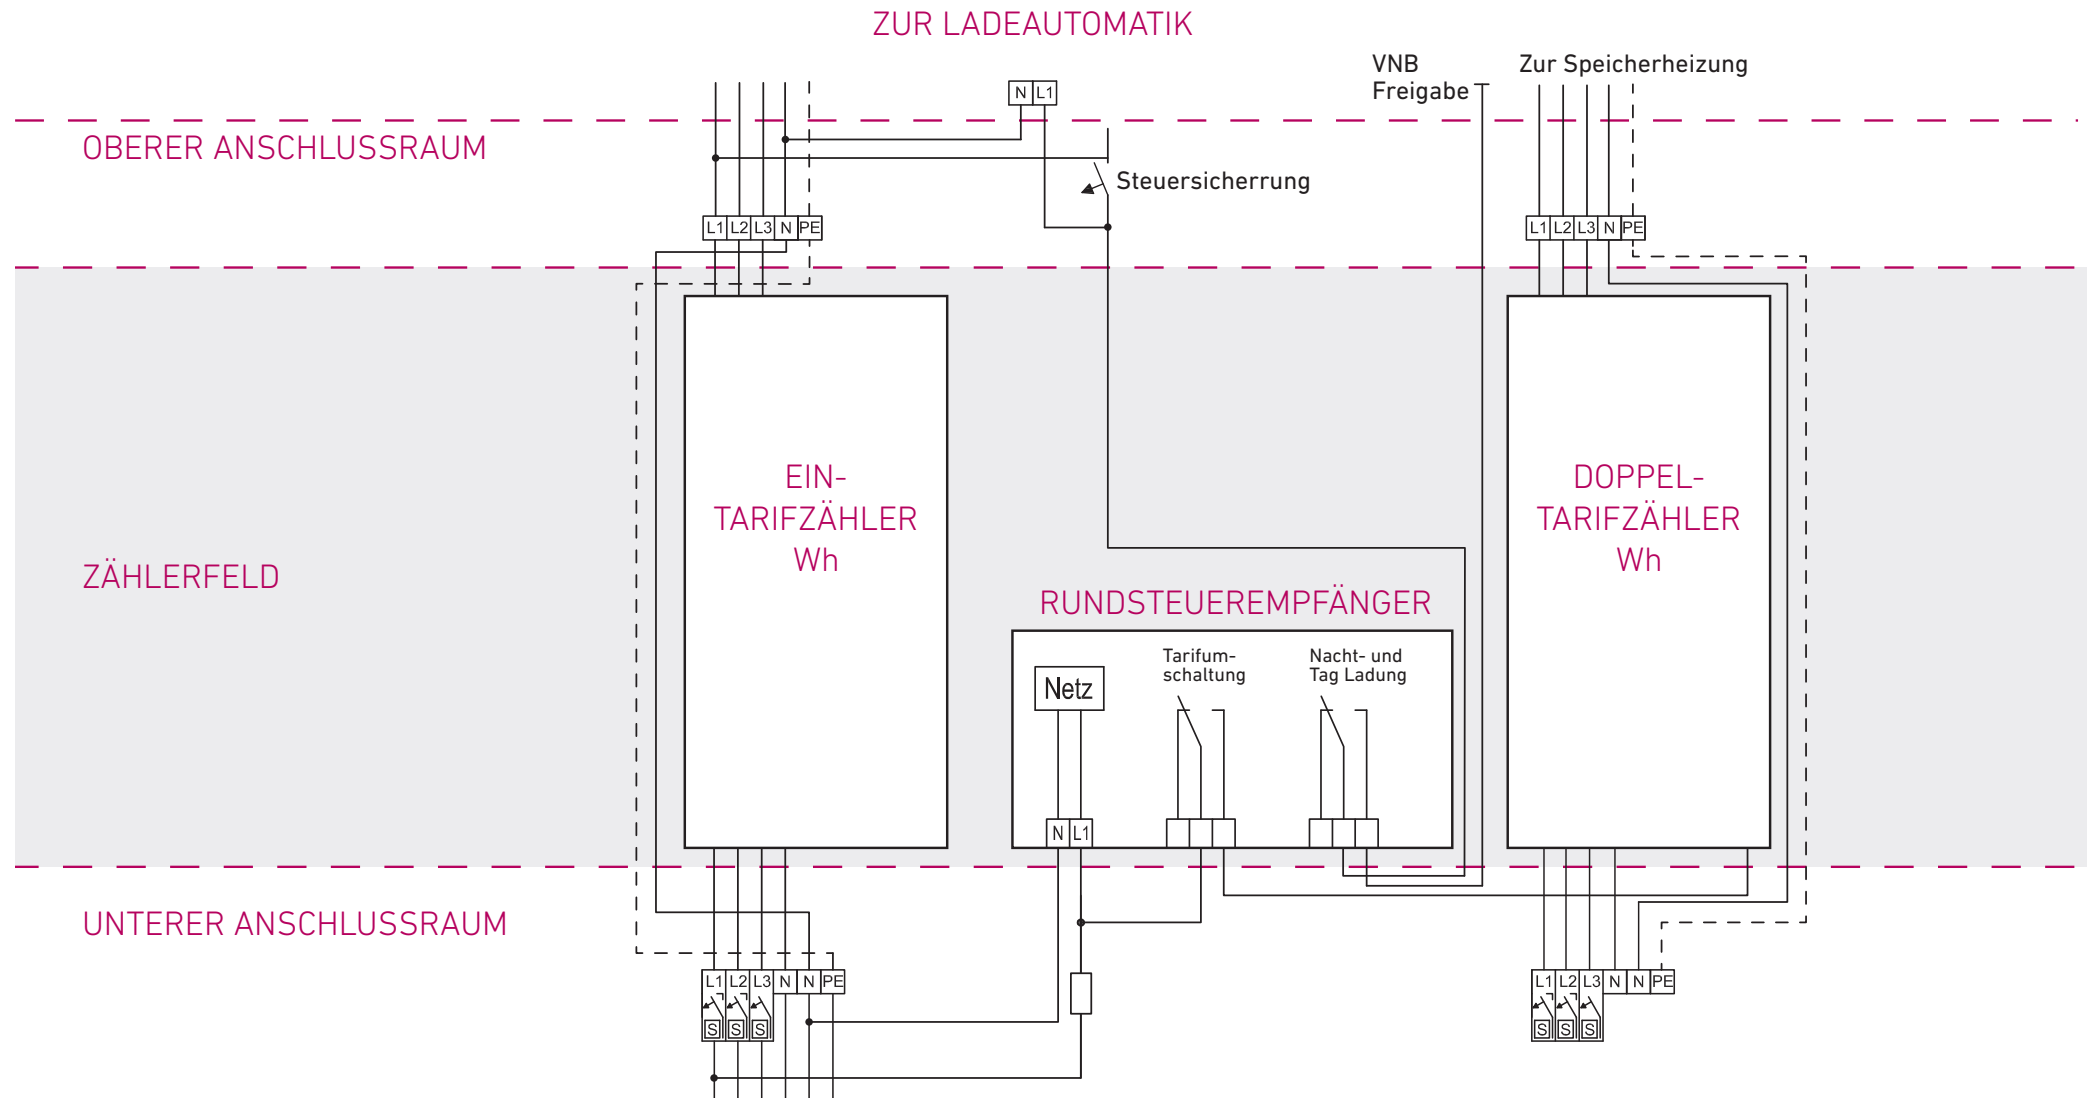 ZUR LADEAUTOMATIK
VNB
Freigabe
Zur Speicherheizung
N L1
OBERER ANSCHLUSSRAUM
Steuersicherrung
L1 L2 L3 N PE
L1 L2 L3 N PE
EIN-
TARIFZÄHLER
Wh
DOPPEL-
TARIFZÄHLER
Wh
ZÄHLERFELD
RUNDSTEUEREMPFÄNGER
Netz
Tarifum-
schaltung
Nacht- und
Tag Ladung
N L1
UNTERER ANSCHLUSSRAUM
L1 L2 L3 N N PE
S S S
L1 L2 L3 N N PE
S S S